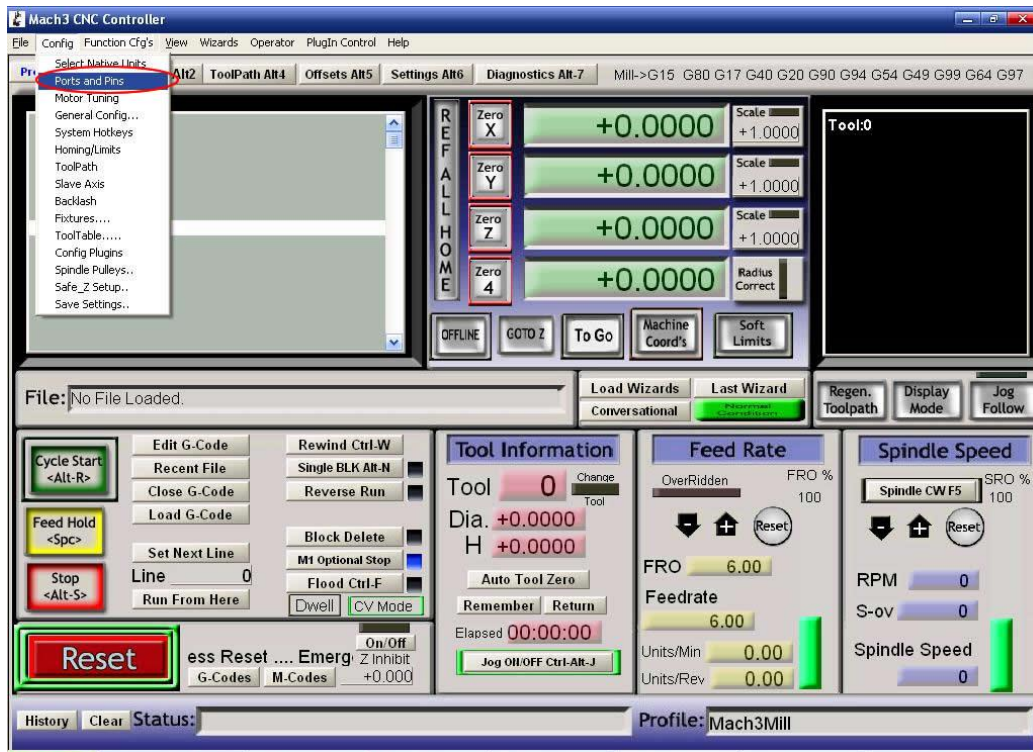 Mach3 CNC Controller
File Config Function Cfg's View Wizards Operator PlugIn Control Help
Select Native Units
Ports and Pins
Motor Tuning
General Config...
System Hotkeys
Homing/Limits
ToolPath
Slave Axis
Backlash
Fixtures....
ToolTable.....
Config Plugins
Spindle Pulleys..
Safe_Z Setup..
Save Settings..
Alt2 ToolPath Alt4 Offsets Alt5 Settings Alt6 Diagnostics Alt-7 Mill->G15 G80 G17 G40 G20 G90 G94 G54 G49 G99 G64 G97
REF ALL HOME
Zero X +0.0000 Scale +1.0000
Zero Y +0.0000 Scale +1.0000
Zero Z +0.0000 Scale +1.0000
Zero 4 +0.0000 Radius Correct
OFFLINE GOTO Z To Go Machine Coord's Soft Limits
Tool:0
File: No File Loaded.
Load Wizards Last Wizard
Conversational Normal Condition
Regen. Toolpath Display Mode Jog Follow
Cycle Start <Alt-R>
Feed Hold <Spc>
Stop <Alt-S>
Edit G-Code
Recent File
Close G-Code
Load G-Code
Set Next Line
Line 0
Run From Here
Rewind Ctrl-W
Single BLK Alt-N
Reverse Run
Block Delete
M1 Optional Stop
Flood Ctrl-F
Dwell CV Mode
Reset
ess Reset .... Emerg
G-Codes M-Codes
On/Off
Z Inhibit
+0.000
Tool Information
Tool 0 Change Tool
Dia. +0.0000
H +0.0000
Auto Tool Zero
Remember Return
Elapsed 00:00:00
Jog ON/OFF Ctrl-Alt-J
Feed Rate
OverRidden FRO % 100
Reset
FRO 6.00
Feedrate
6.00
Units/Min 0.00
Units/Rev 0.00
Spindle Speed
Spindle CW F5 SRO % 100
Reset
RPM 0
S-ov 0
Spindle Speed
0
History Clear Status:
Profile: Mach3Mill